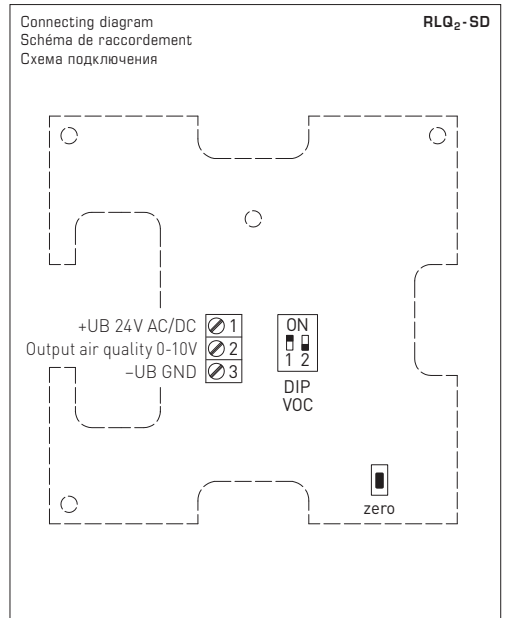 Connecting diagram
RLQ₂-SD
Schéma de raccordement
Схема подключения
+UB 24V AC/DC 1
Output air quality 0-10V 2
−UB GND 3
ON
1 2
DIP
VOC
zero